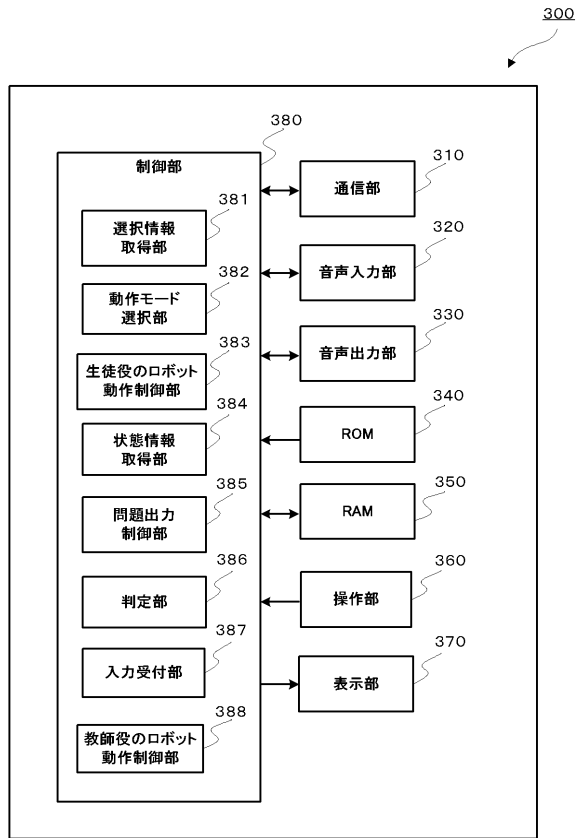 300
380
制御部
381
選択情報
取得部
382
動作モード
選択部
383
生徒役のロボット
動作制御部
384
状態情報
取得部
385
問題出力
制御部
386
判定部
387
入力受付部
388
教師役のロボット
動作制御部
310
通信部
320
音声入力部
330
音声出力部
340
ROM
350
RAM
360
操作部
370
表示部